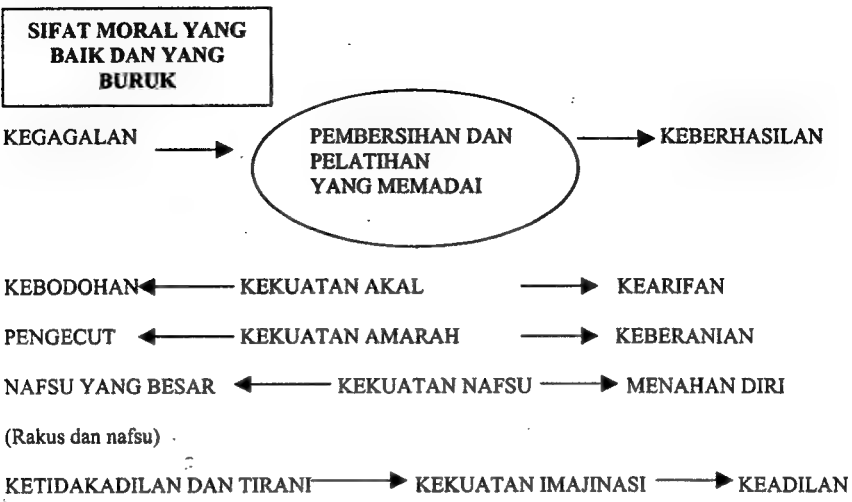 SIFAT MORAL YANG
BAIK DAN YANG
BURUK
KEGAGALAN PEMBERSIHAN DAN KEBERHASILAN
PELATIHAN
YANG MEMADAI
KEBODOHAN KEKUATAN AKAL KEARIFAN
PENGECUT KEKUATAN AMARAH KEBERANIAN
NAFSU YANG BESAR KEKUATAN NAFSU MENAHAN DIRI
(Rakus dan nafsu)
KETIDAKADILAN DAN TIRANI KEKUATAN IMAJINASI KEADILAN